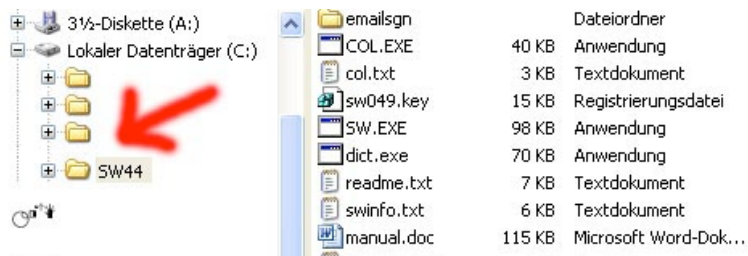 3½-Diskette (A:)
Lokaler Datenträger (C:)
SW44
emailsgn Dateiordner
COL.EXE 40 KB Anwendung
col.txt 3 KB Textdokument
sw049.key 15 KB Registrierungsdatei
SW.EXE 98 KB Anwendung
dict.exe 70 KB Anwendung
readme.txt 7 KB Textdokument
swinfo.txt 6 KB Textdokument
manual.doc 115 KB Microsoft Word-Dok...